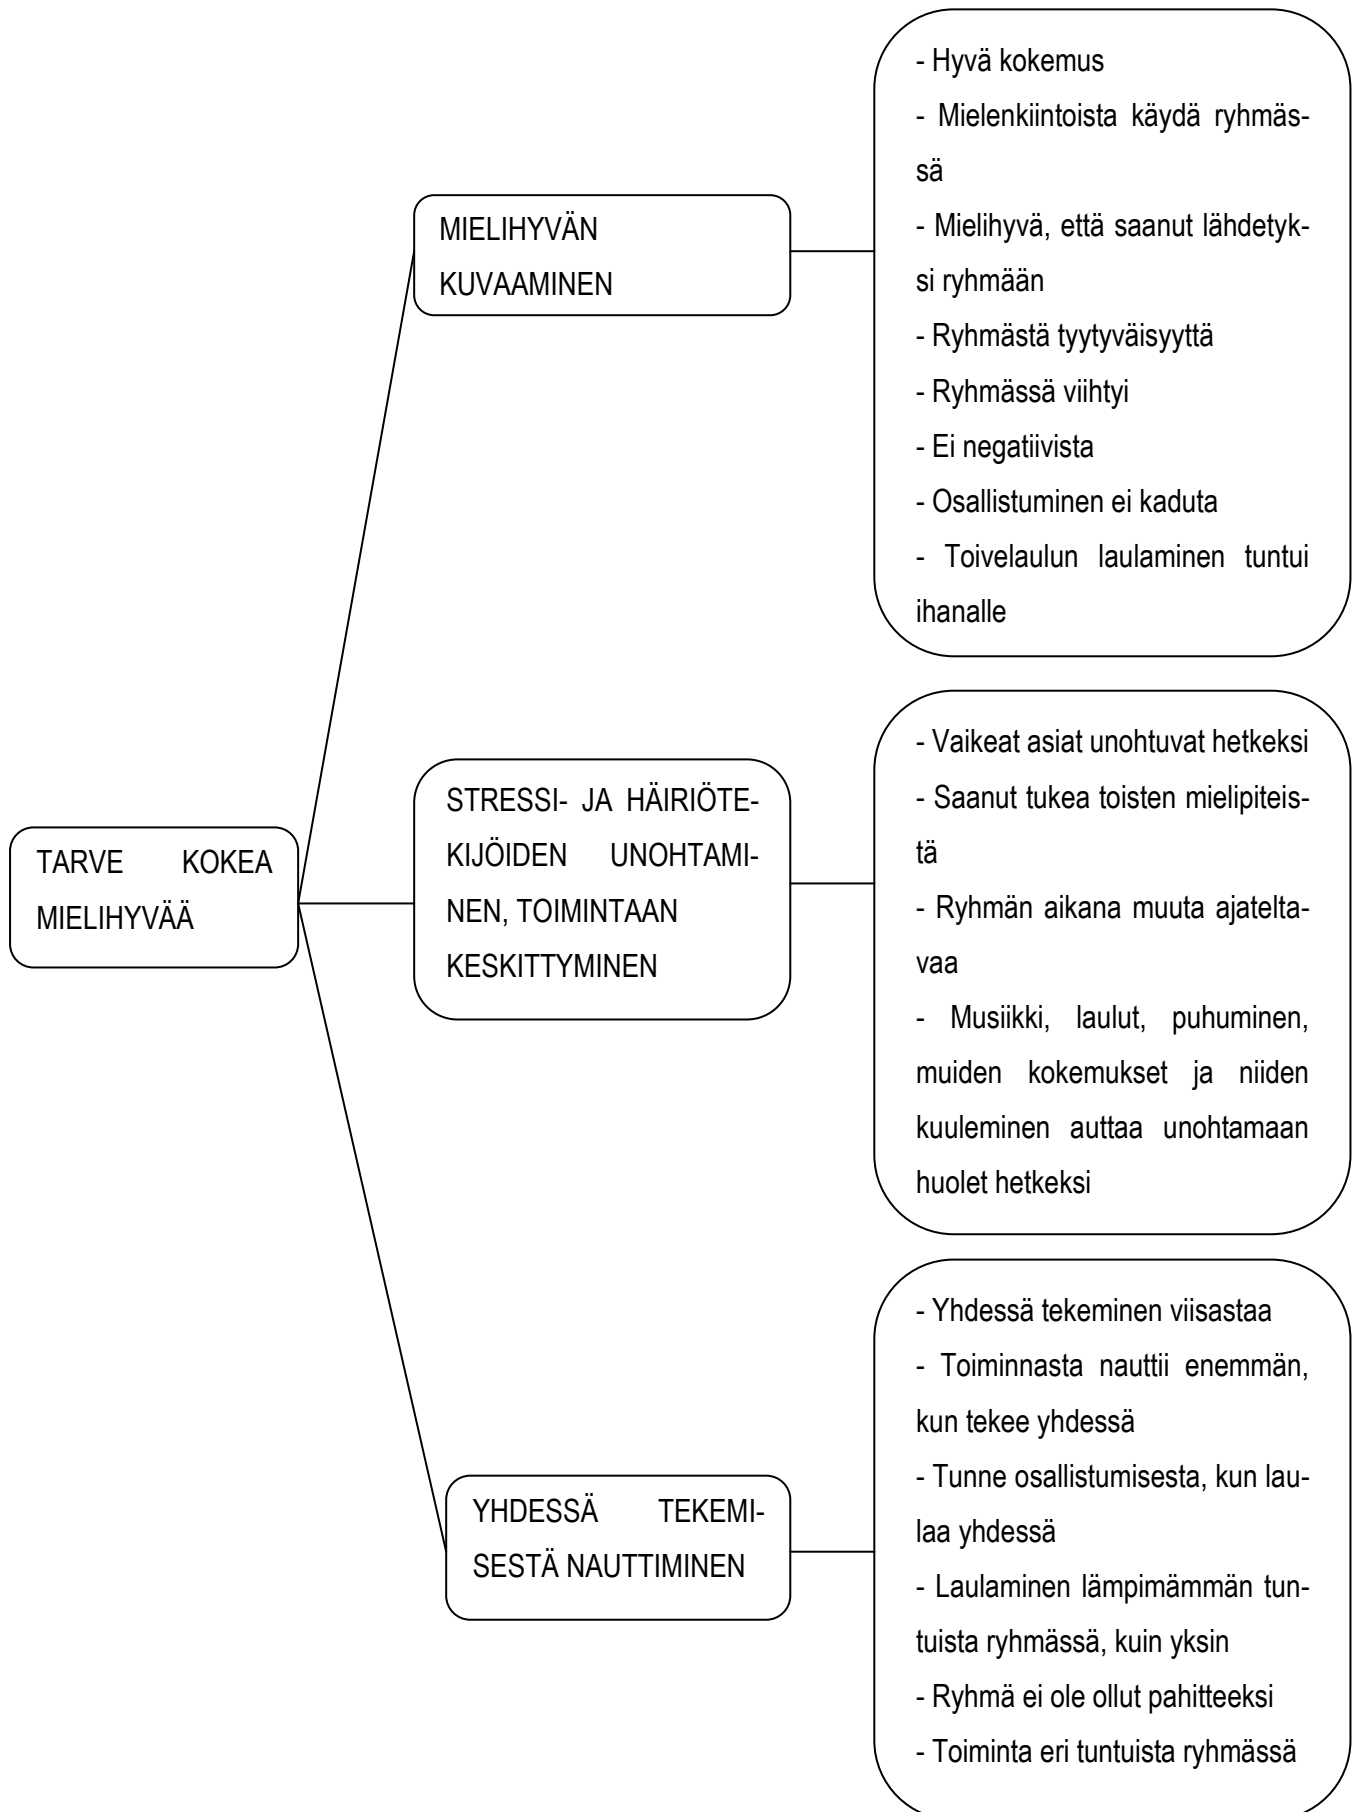 TARVE KOKEA
MIELIHYVÄÄ
MIELIHYVÄN
KUVAAMINEN
- Hyvä kokemus
- Mielenkiintoista käydä ryhmäs-
sä
- Mielihyvä, että saanut lähdetyk-
si ryhmään
- Ryhmästä tyytyväisyyttä
- Ryhmässä viihtyi
- Ei negatiivista
- Osallistuminen ei kaduta
- Toivelaulun laulaminen tuntui
ihanalle
STRESSI- JA HÄIRIÖTE-
KIJÖIDEN UNOHTAMI-
NEN, TOIMINTAAN
KESKITTYMINEN
- Vaikeat asiat unohtuvat hetkeksi
- Saanut tukea toisten mielipiteis-
tä
- Ryhmän aikana muuta ajatelta-
vaa
- Musiikki, laulut, puhuminen,
muiden kokemukset ja niiden
kuuleminen auttaa unohtamaan
huolet hetkeksi
YHDESSÄ TEKEMI-
SESTÄ NAUTTIMINEN
- Yhdessä tekeminen viisastaa
- Toiminnasta nauttii enemmän,
kun tekee yhdessä
- Tunne osallistumisesta, kun lau-
laa yhdessä
- Laulaminen lämpimämmän tun-
tuista ryhmässä, kuin yksin
- Ryhmä ei ole ollut pahitteeksi
- Toiminta eri tuntuista ryhmässä